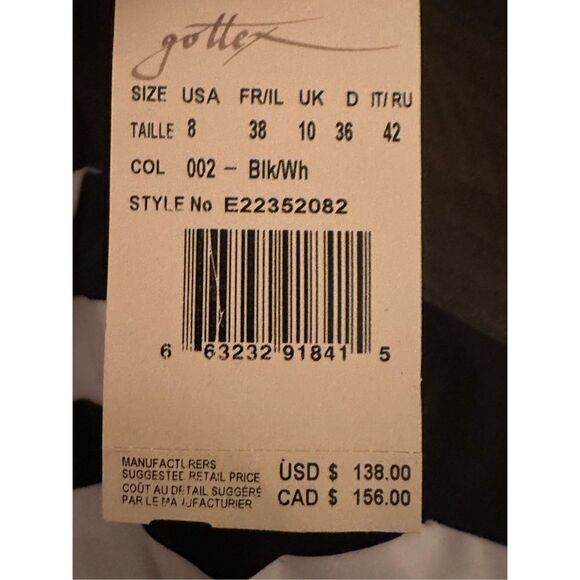 gottex
SIZE USA FR/IL UK D IT/RU
TAILLE 8 38 10 36 42
COL 002 – Blk/Wh
STYLE No E22352082
6 63232 91841 5
MANUFACTURERS
SUGGESTED RETAIL PRICE USD $ 138.00
COÛT AU DETAIL SUGGÉRÉ
PAR LE MANUFACTURIER CAD $ 156.00